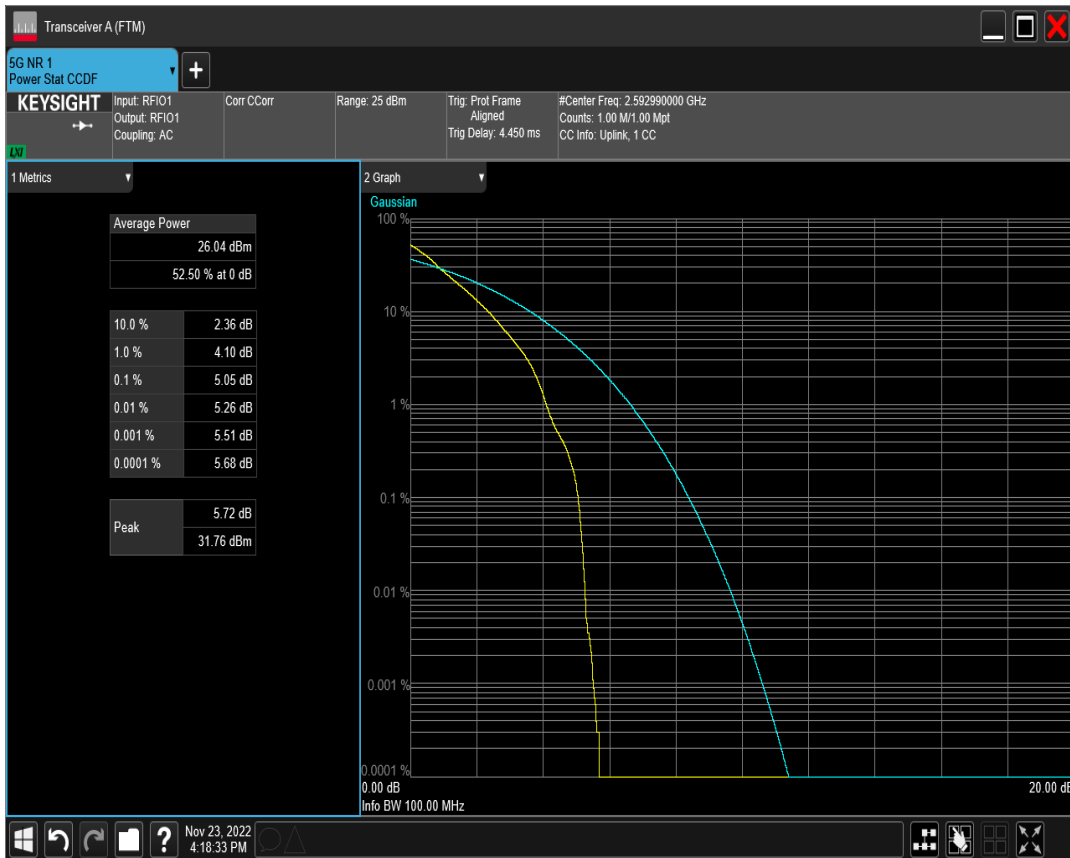 Transceiver A (FTM)
5G NR 1
Power Stat CCDF
+
KEYSIGHT
LXI
Input: RFIO1
Output: RFIO1
Coupling: AC
Corr CCorr
Range: 25 dBm
Trig: Prot Frame
Aligned
Trig Delay: 4.450 ms
#Center Freq: 2.592990000 GHz
Counts: 1.00 M/1.00 Mpt
CC Info: Uplink, 1 CC
1 Metrics
Average Power
26.04 dBm
52.50 % at 0 dB
10.0 % 2.36 dB
1.0 % 4.10 dB
0.1 % 5.05 dB
0.01 % 5.26 dB
0.001 % 5.51 dB
0.0001 % 5.68 dB
Peak
5.72 dB
31.76 dBm
2 Graph
Gaussian
100 %
10 %
1 %
0.1 %
0.01 %
0.001 %
0.0001 %
0.00 dB 20.00 dB
Info BW 100.00 MHz
?
Nov 23, 2022
4:18:33 PM